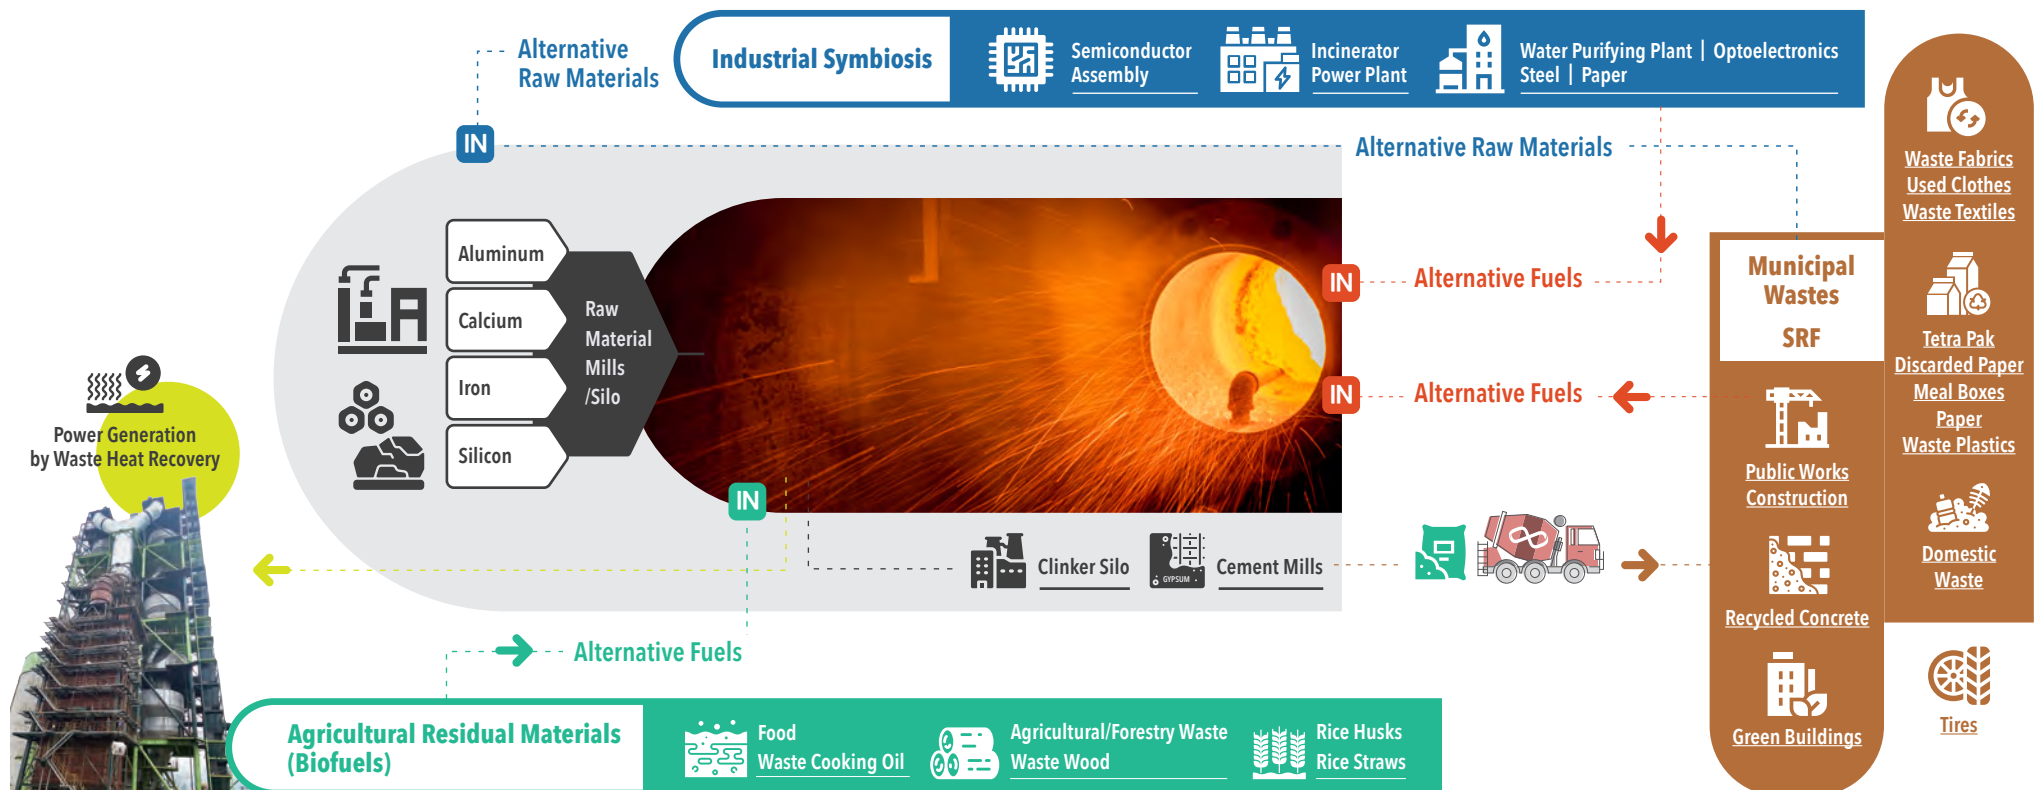 Alternative
Raw Materials
Industrial Symbiosis
Semiconductor
Assembly
Incinerator
Power Plant
Water Purifying Plant | Optoelectronics
Steel | Paper
IN
Alternative Raw Materials
Waste Fabrics
Used Clothes
Waste Textiles
Aluminum
Calcium
Iron
Silicon
Raw
Material
Mills
/Silo
IN
Alternative Fuels
IN
Alternative Fuels
Municipal
Wastes
SRF
Tetra Pak
Discarded Paper
Meal Boxes
Paper
Waste Plastics
Public Works
Construction
Domestic
Waste
Recycled Concrete
Tires
Green Buildings
Power Generation
by Waste Heat Recovery
IN
Clinker Silo
GYPSUM
Cement Mills
Alternative Fuels
Agricultural Residual Materials
(Biofuels)
Food
Waste Cooking Oil
Agricultural/Forestry Waste
Waste Wood
Rice Husks
Rice Straws